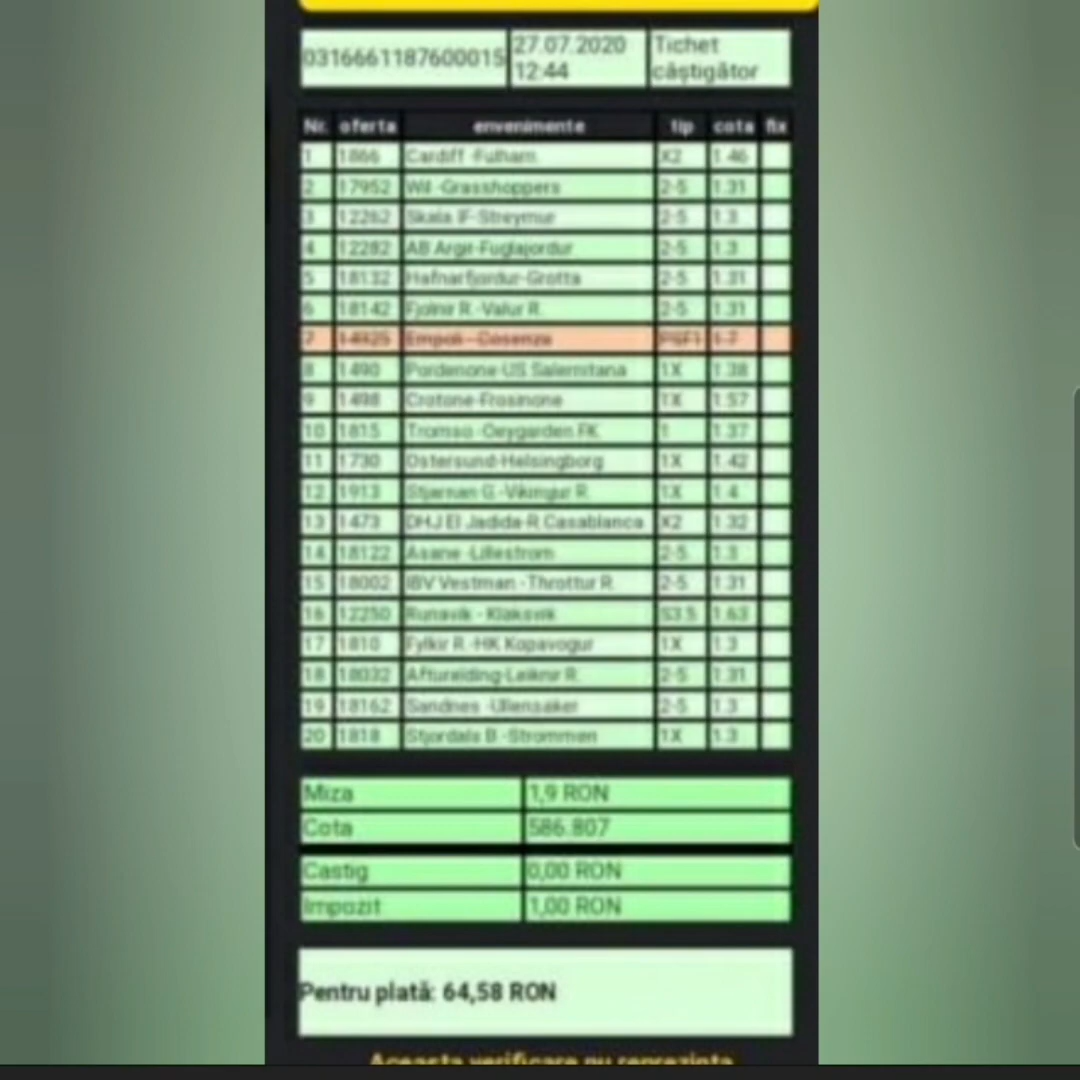 0316661187600015 27.07.2020 12:44 Tichet câștigător
Nr. oferta envenimente tip cota fix
1 1866 Cardiff -Fulham X2 1.46
2 17952 Wil -Grasshoppers 2-5 1.31
3 12262 Skala IF-Streymur 2-5 1.3
4 12282 AB Argir-Fuglajordur 2-5 1.3
5 18132 Hafnarfjordur-Grotta 2-5 1.31
6 18142 Fjolnir R.-Valur R. 2-5 1.31
7 14925 Empoli - Cosenza PSF1 1.7
8 1490 Pordenone-US Salernitana 1X 1.38
9 1498 Crotone-Frosinone 1X 1.57
10 1815 Tromso -Oeygarden FK 1 1.37
11 1730 Ostersund-Helsingborg 1X 1.42
12 1913 Stjarnan G.-Vikingur R. 1X 1.4
13 1473 DHJ El Jadida-R.Casablanca X2 1.32
14 18122 Asane -Lillestrom 2-5 1.3
15 18002 IBV Vestman -Throttur R. 2-5 1.31
16 12250 Runavik - Klaksvik S3.5 1.63
17 1810 Fylkir R.-HK Kopavogur 1X 1.3
18 18032 Afturelding-Leiknir R. 2-5 1.31
19 18162 Sandnes -Ullensaker 2-5 1.3
20 1818 Stjordals B.-Strommen 1X 1.3
Miza 1,9 RON
Cota 586.807
Castig 0,00 RON
Impozit 1,00 RON
Pentru plată: 64,58 RON
Aceasta verificare nu reprezinta